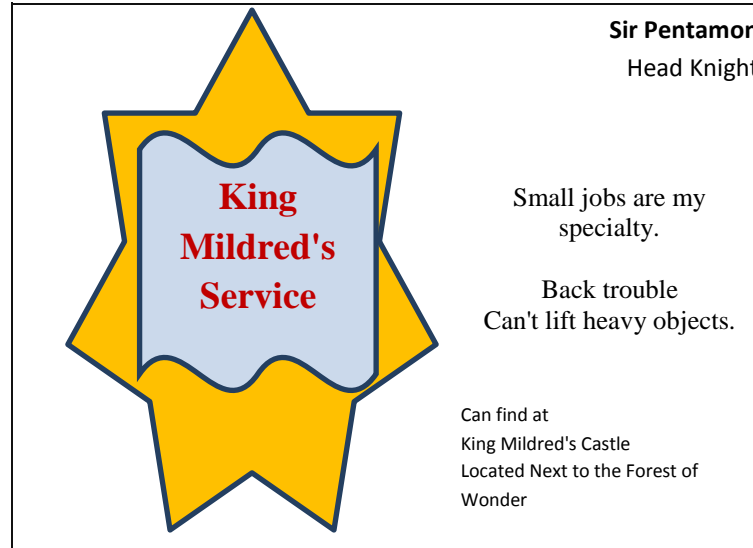 Sir Pentamor
Head Knight
King
Mildred's
Service
Small jobs are my
specialty.
Back trouble
Can't lift heavy objects.
Can find at
King Mildred's Castle
Located Next to the Forest of
Wonder